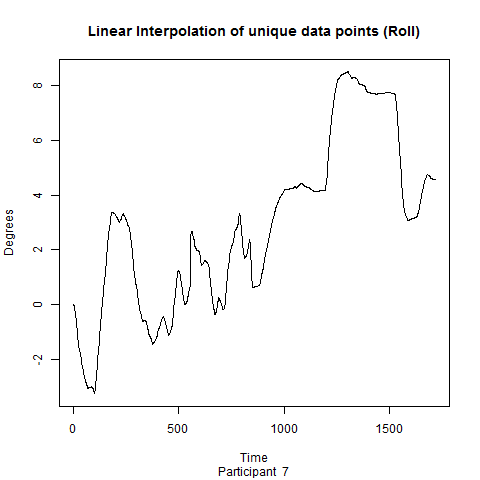 Linear Interpolation of unique data points (Roll)
Degrees
8
6
4
2
0
-2
0 500 1000 1500
Time
Participant 7